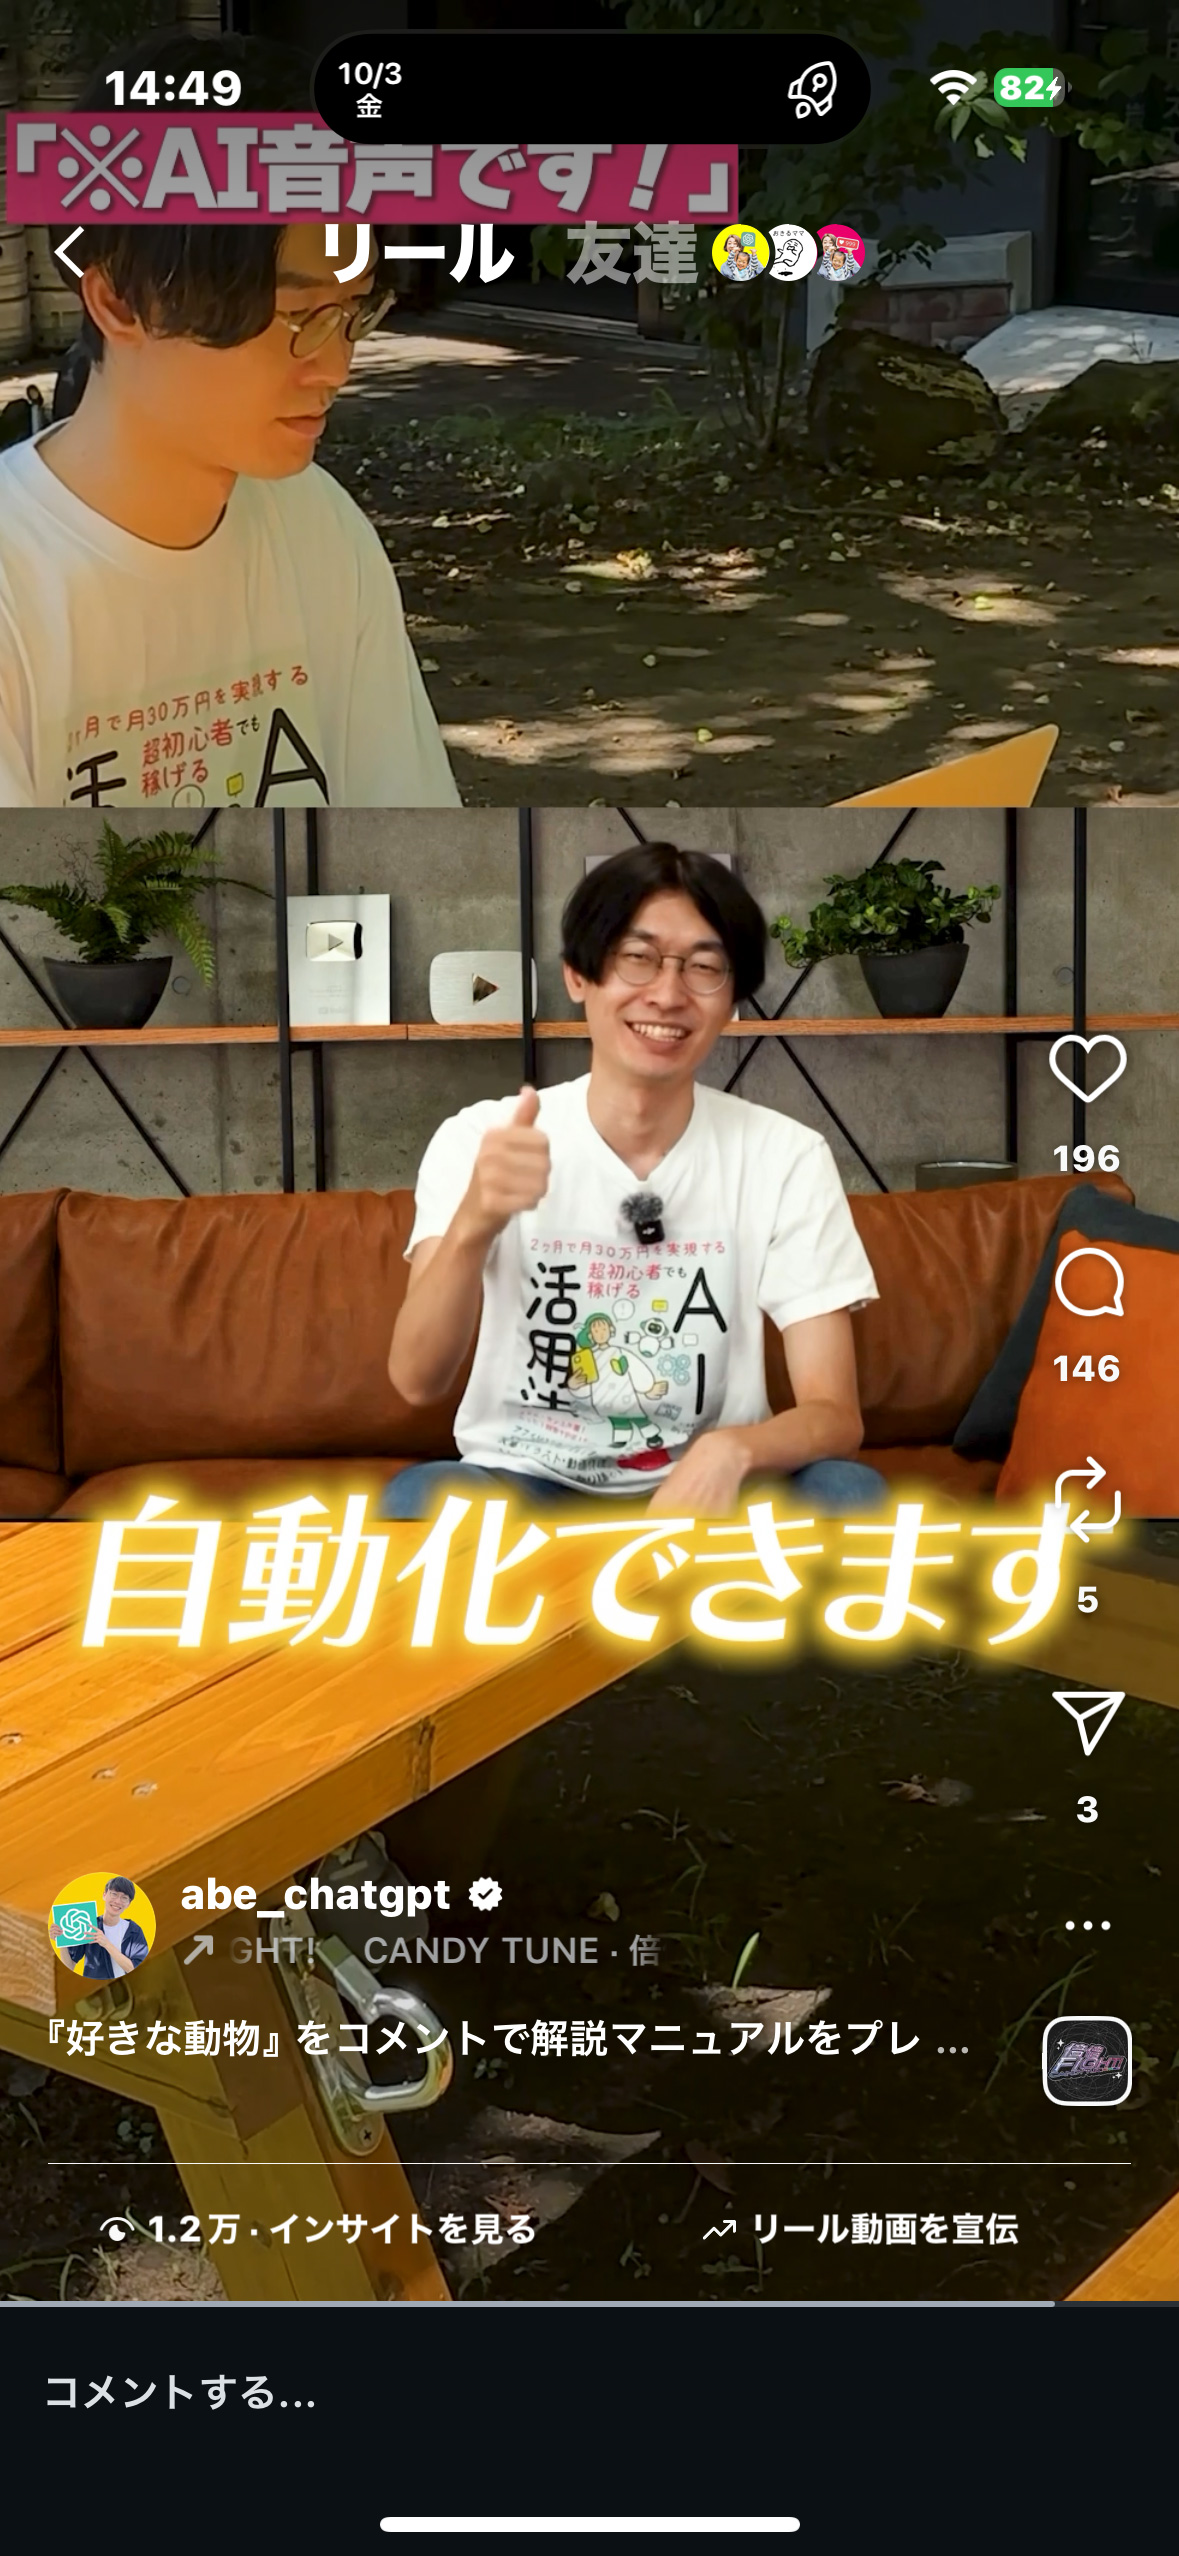 14:49
10/3
金
82
「※AI音声です！」
リール 友達
2ヶ月で月30万円を実現する
超初心者でも
稼げる
活
A
2ヶ月で月30万円を実現する
超初心者でも
稼げる
AI
活用法
196
146
自動化できます
5
3
abe_chatgpt
GHT! CANDY TUNE · 倍
『好きな動物』をコメントで解説マニュアルをプレ ...
FIGHT!
1.2万 · インサイトを見る
リール動画を宣伝
コメントする...